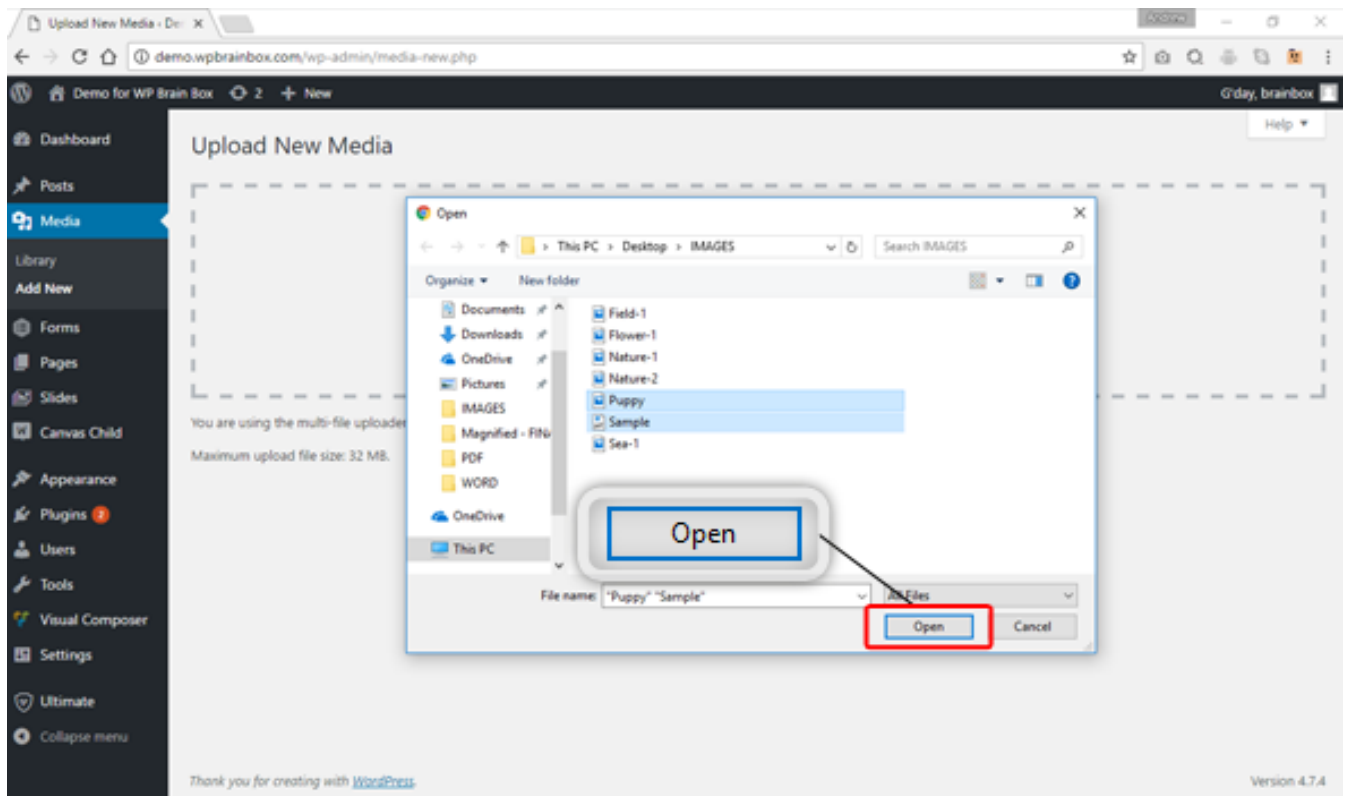 Upload New Media ‹ De
Andrew
demo.wpbrainbox.com/wp-admin/media-new.php
Demo for WP Brain Box 2 + New
G'day, brainbox
Help
Dashboard
Upload New Media
Posts
Media
Library
Add New
Forms
Pages
Slides
Canvas Child
Appearance
Plugins 2
Users
Tools
Visual Composer
Settings
Ultimate
Collapse menu
Open
This PC › Desktop › IMAGES
Search IMAGES
Organize
New folder
Documents
Downloads
OneDrive
Pictures
IMAGES
Magnified - FINA
PDF
WORD
OneDrive
This PC
Field-1
Flower-1
Nature-1
Nature-2
Puppy
Sample
Sea-1
Open
File name: "Puppy" "Sample"
All Files
Open
Cancel
You are using the multi-file uploader
Maximum upload file size: 32 MB.
Thank you for creating with WordPress.
Version 4.7.4